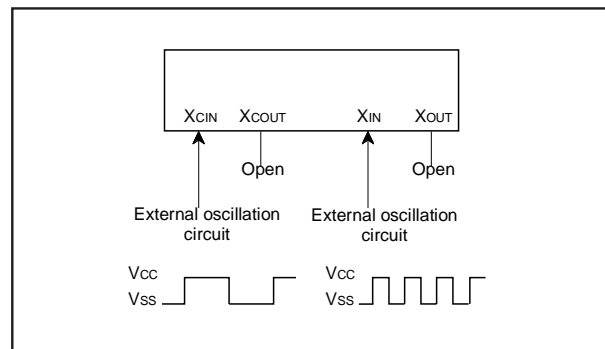 XCIN XCOUT XIN XOUT
Open Open
External oscillation External oscillation
circuit circuit
VCC VCC
VSS VSS